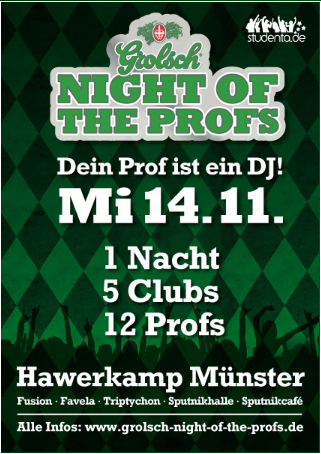 studenta.de
Grolsch
NIGHT OF
THE PROFS
Dein Prof ist ein DJ!
Mi 14. 11.
1 Nacht
5 Clubs
12 Profs
Hawerkamp Münster
Fusion · Favela · Triptychon · Sputnikhalle · Sputnikcafé
Alle Infos: www.grolsch-night-of-the-profs.de